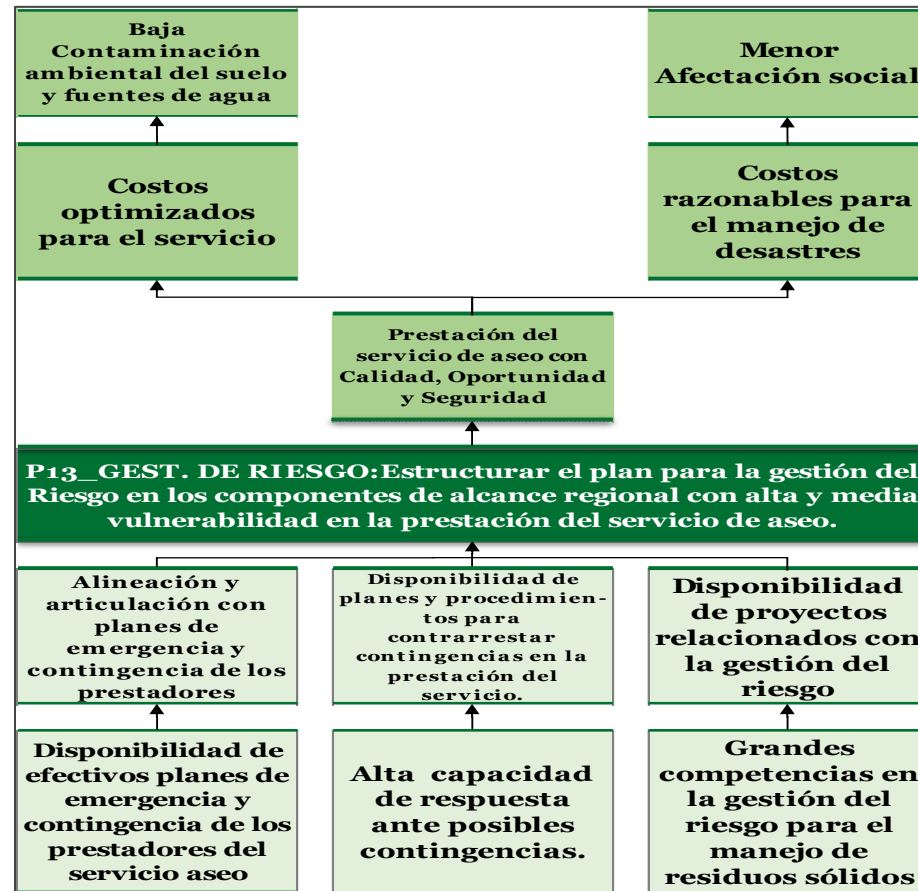 Baja
Contaminación
ambiental del suelo
y fuentes de agua
Menor
Afectación social
Costos
optimizados
para el servicio
Costos
razonables para
el manejo de
desastres
Prestación del
servicio de aseo con
Calidad, Oportunidad
y Seguridad
P13_GEST. DE RIESGO:Estructurar el plan para la gestión del
Riesgo en los componentes de alcance regional con alta y media
vulnerabilidad en la prestación del servicio de aseo.
Alineación y
articulación con
planes de
emergencia y
contingencia de los
prestadores
Disponibilidad de
planes y procedimien-
tos para
contrarrestar
contingencias en la
prestación del
servicio.
Disponibilidad
de proyectos
relacionados con
la gestión del
riesgo
Disponibilidad de
efectivos planes de
emergencia y
contingencia de los
prestadores del
servicio aseo
Alta capacidad
de respuesta
ante posibles
contingencias.
Grandes
competencias en
la gestión del
riesgo para el
manejo de
residuos sólidos